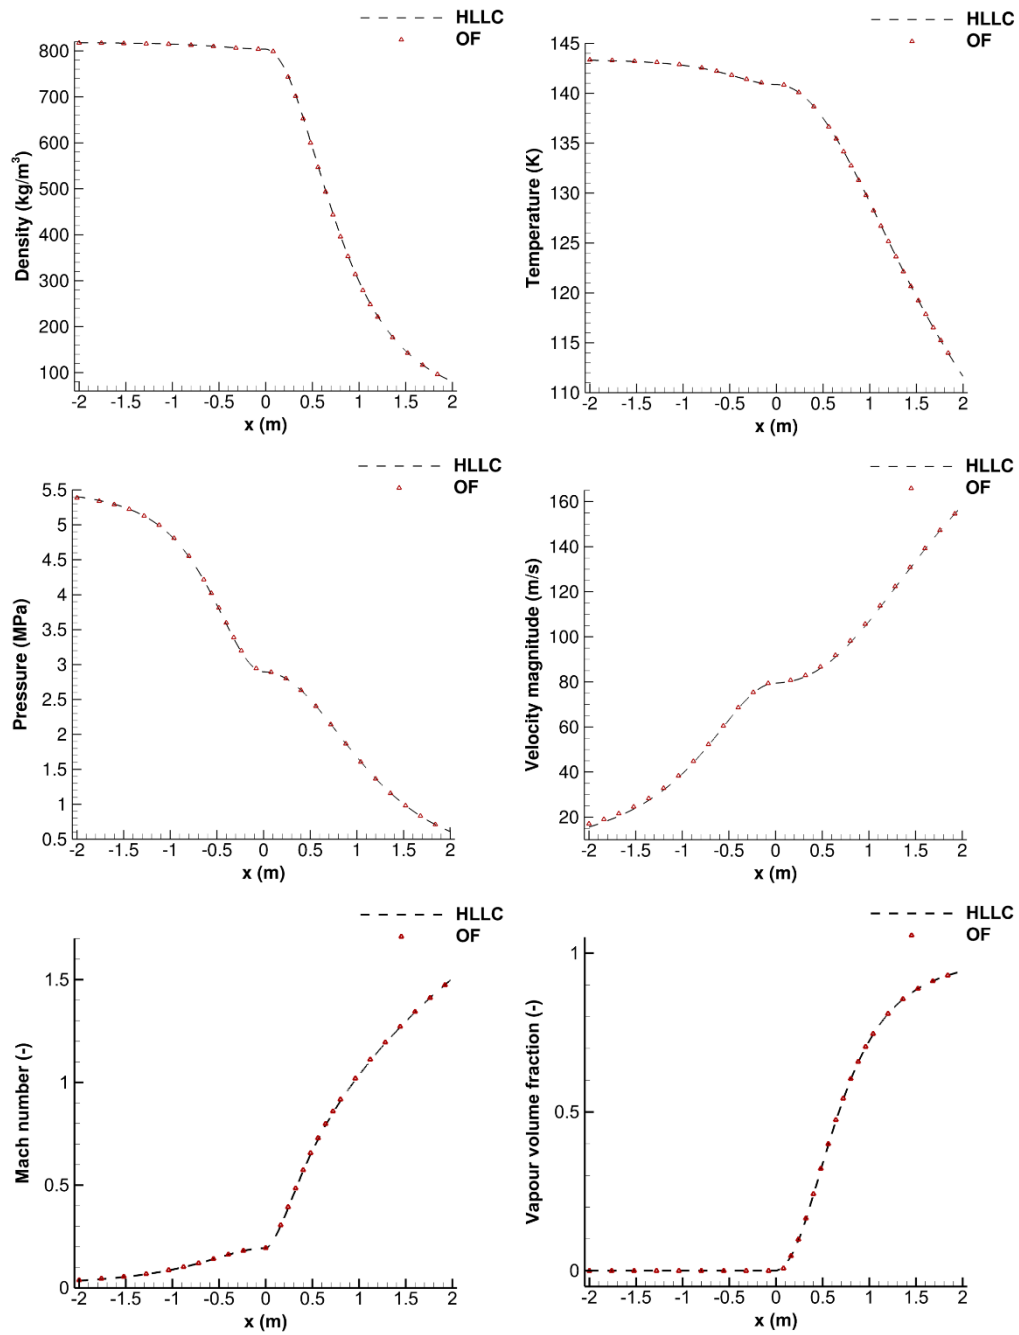 HLLC
OF
Density (kg/m³)
800
700
600
500
400
300
200
100
-2 -1.5 -1 -0.5 0 0.5 1 1.5 2
x (m)
HLLC
OF
Temperature (K)
145
140
135
130
125
120
115
110
-2 -1.5 -1 -0.5 0 0.5 1 1.5 2
x (m)
HLLC
OF
Pressure (MPa)
5.5
5
4.5
4
3.5
3
2.5
2
1.5
1
0.5
-2 -1.5 -1 -0.5 0 0.5 1 1.5 2
x (m)
HLLC
OF
Velocity magnitude (m/s)
160
140
120
100
80
60
40
20
-2 -1.5 -1 -0.5 0 0.5 1 1.5 2
x (m)
HLLC
OF
Mach number (-)
1.5
1
0.5
0
-2 -1.5 -1 -0.5 0 0.5 1 1.5 2
x (m)
HLLC
OF
Vapour volume fraction (-)
1
0.5
0
-2 -1.5 -1 -0.5 0 0.5 1 1.5 2
x (m)